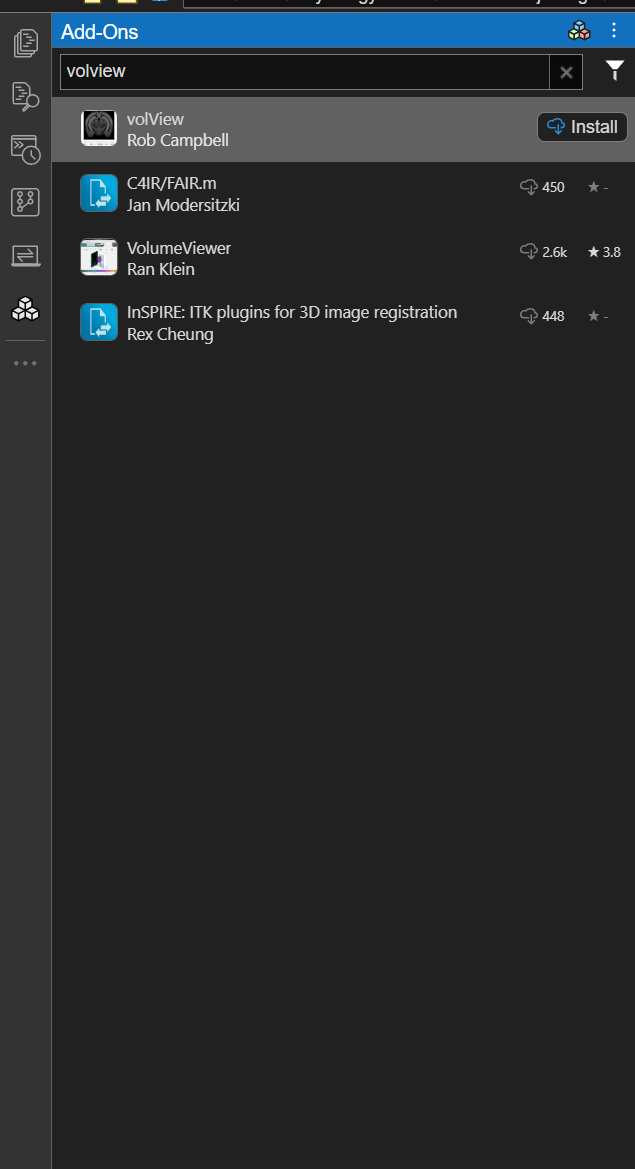 Add-Ons
volview
volView
Install
Rob Campbell
C4IR/FAIR.m
450
-
Jan Modersitzki
VolumeViewer
2.6k
3.8
Ran Klein
InSPIRE: ITK plugins for 3D image registration
448
-
Rex Cheung